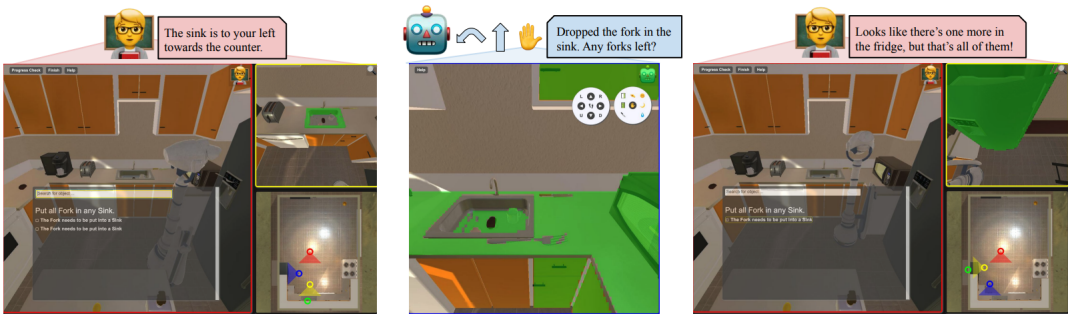 The sink is to your left
towards the counter.
Dropped the fork in the
sink. Any forks left?
Looks like there's one more in
the fridge, but that's all of them!
Progress Check Finish Help
Search for object
Put all Fork in any Sink.
The Fork needs to be put into a Sink
The Fork needs to be put into a Sink
Help
L R
U D
Progress Check Finish Help
Search for object
Put all Fork in any Sink.
The Fork needs to be put into a Sink